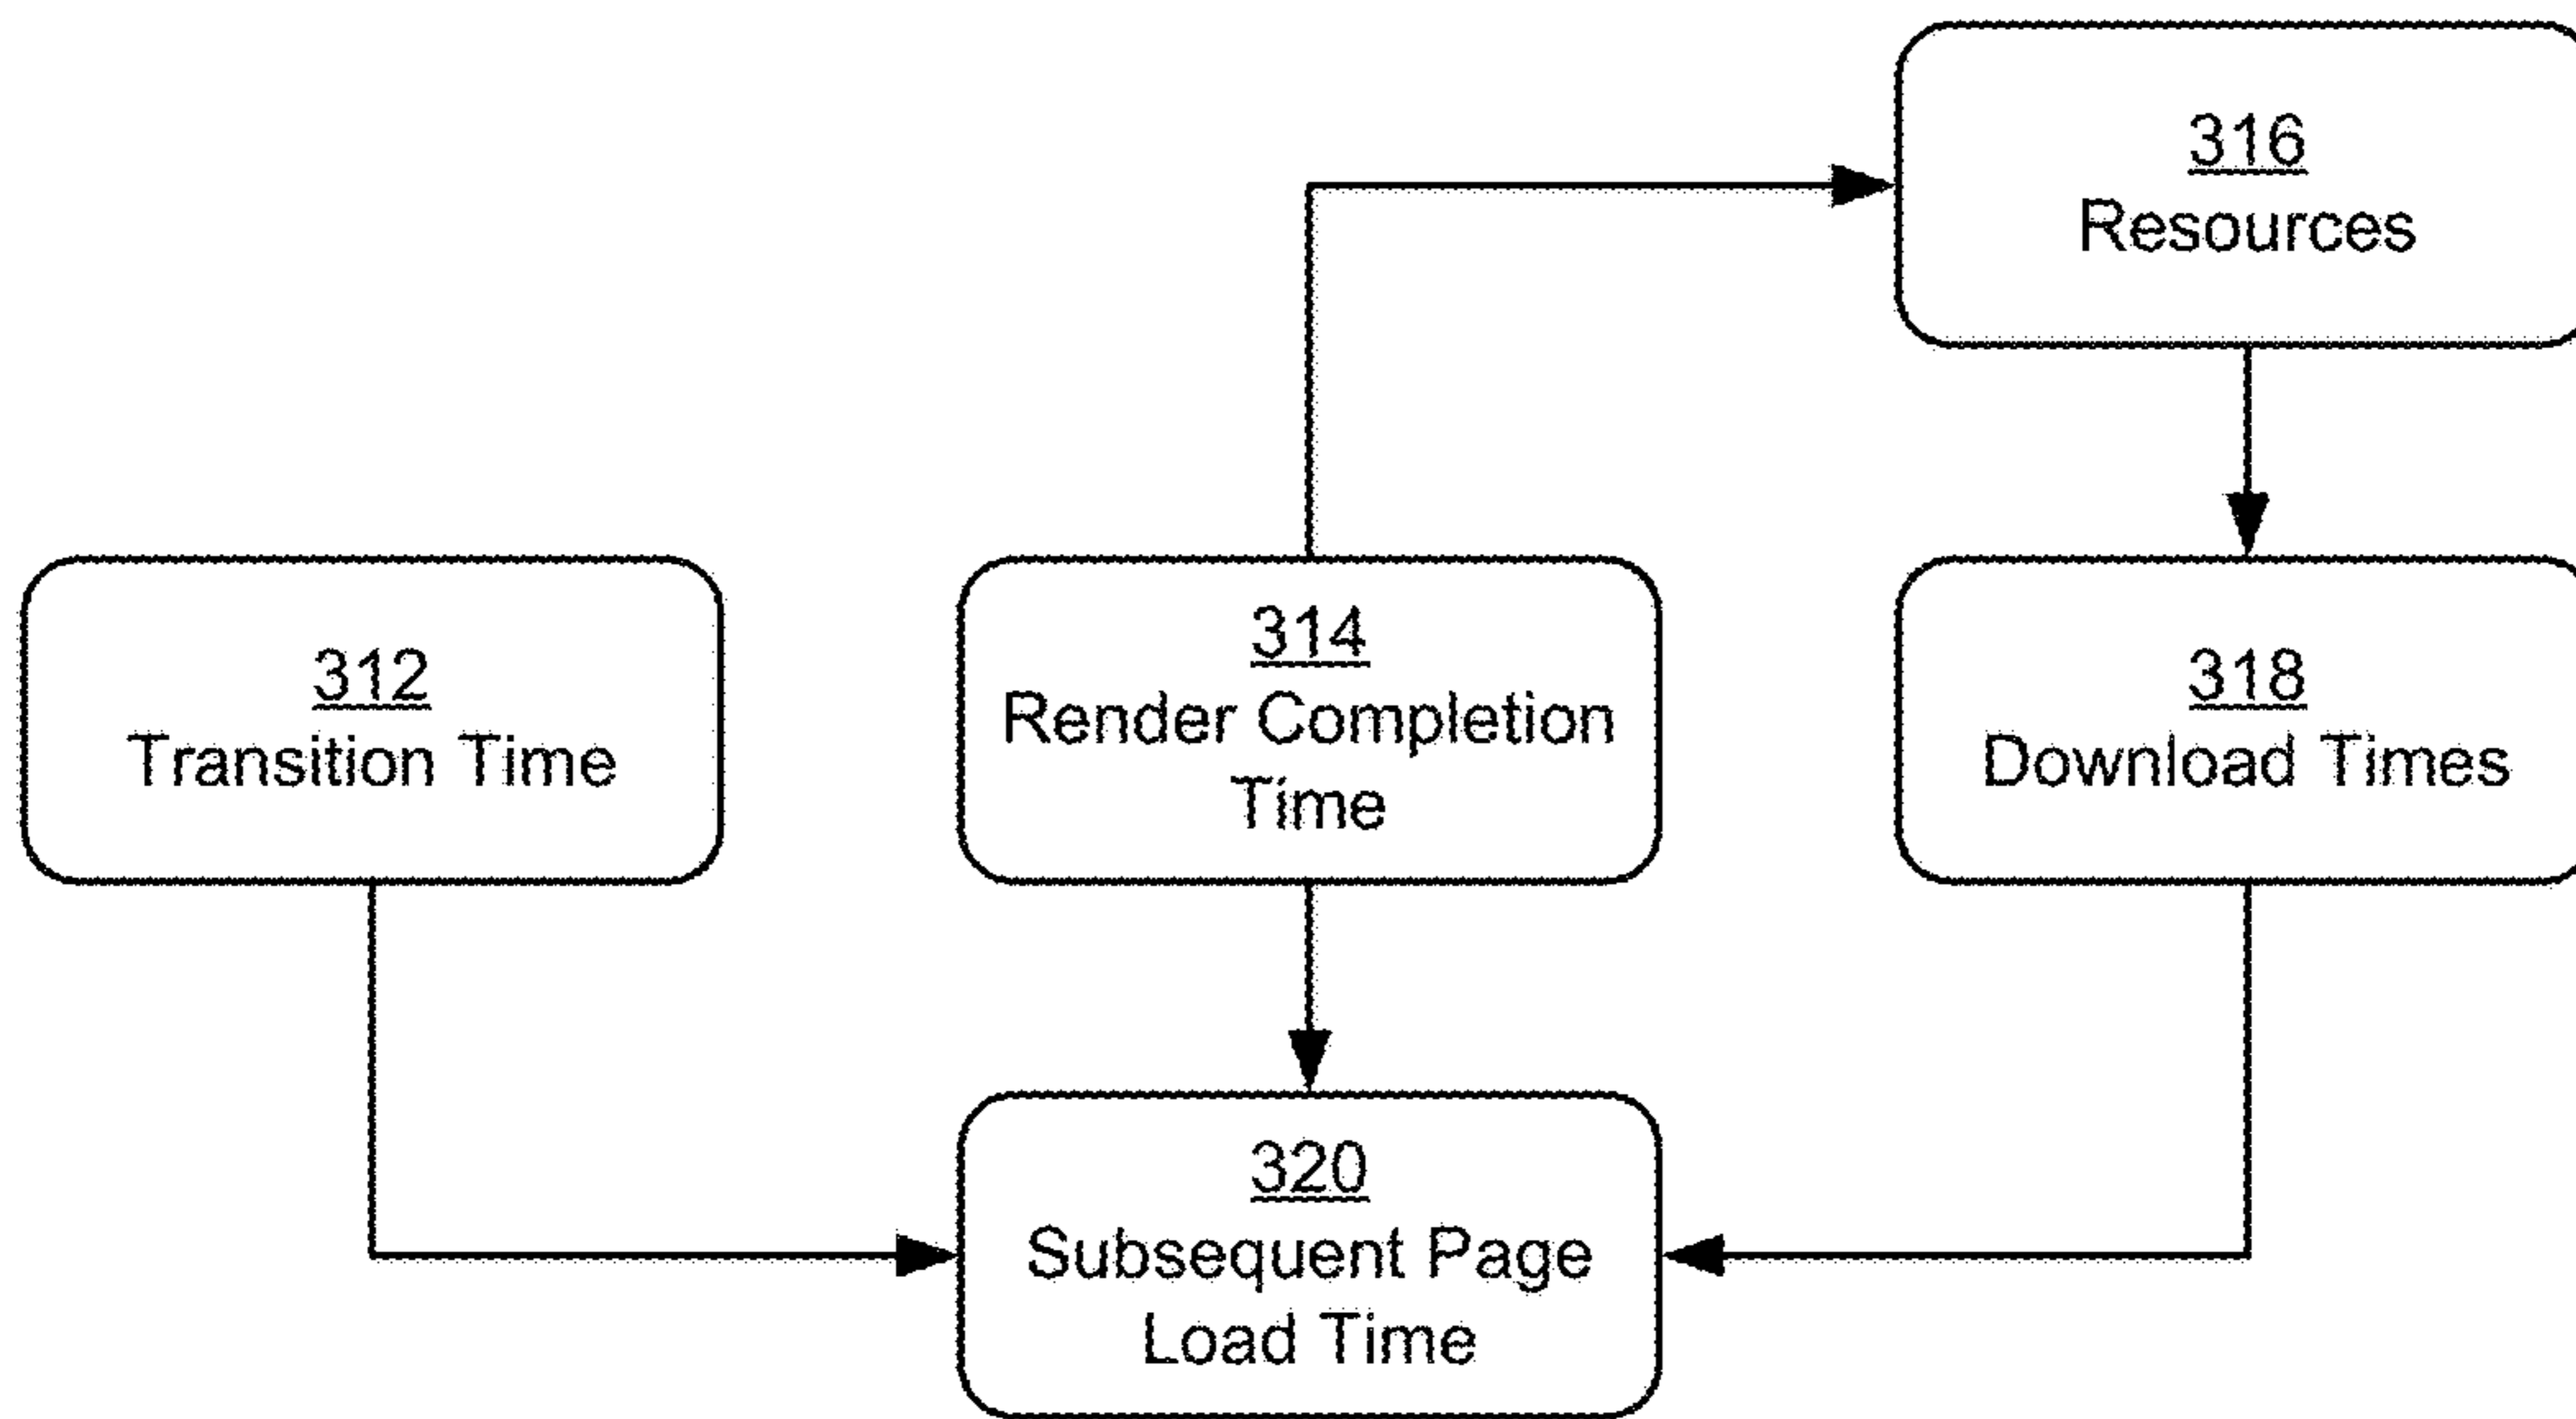 316
Resources
312
Transition Time
314
Render Completion
Time
318
Download Times
320
Subsequent Page
Load Time